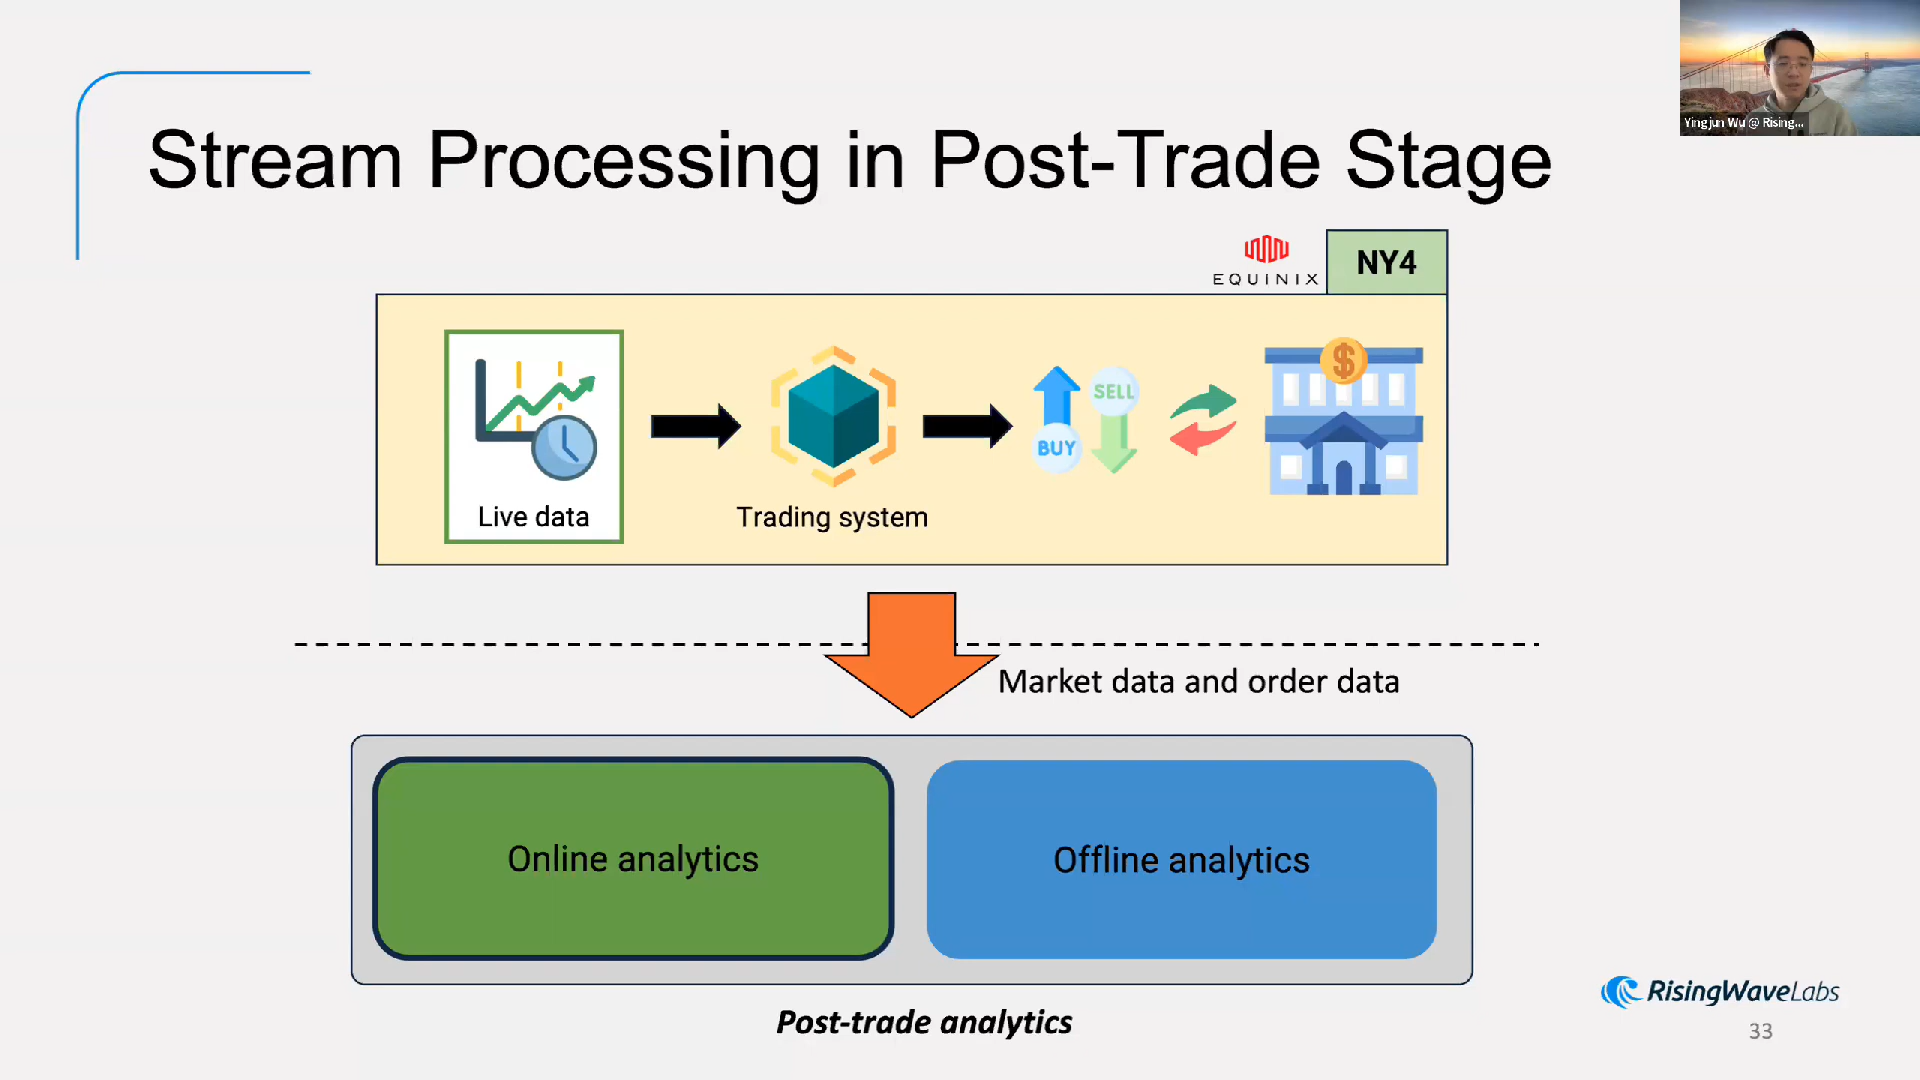 Yingjun Wu @ Rising...
Stream Processing in Post-Trade Stage
EQUINIX
NY4
SELL
BUY
Live data
Trading system
Market data and order data
Online analytics
Offline analytics
Post-trade analytics
RisingWaveLabs
33